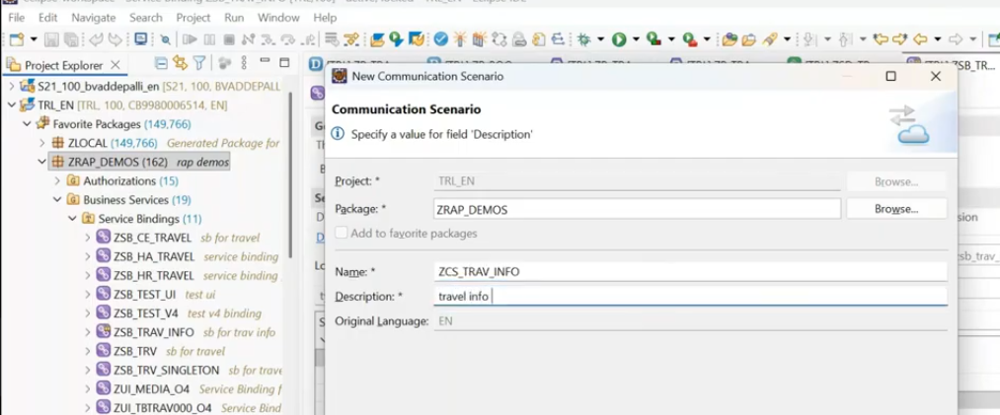 File Edit Navigate Search Project Run Window Help
Project Explorer
S21_100_bvaddepalli_en [S21, 100, BVADDEPALL
TRL_EN [TRL, 100, CB9980006514, EN]
Favorite Packages (149,766)
ZLOCAL (149,766) Generated Package for
ZRAP_DEMOS (162) rap demos
Authorizations (15)
Business Services (19)
Service Bindings (11)
ZSB_CE_TRAVEL sb for travel
ZSB_HA_TRAVEL service binding
ZSB_HR_TRAVEL service binding
ZSB_TEST_UI test ui
ZSB_TEST_V4 test v4 binding
ZSB_TRAV_INFO sb for trav info
ZSB_TRV sb for travel
ZSB_TRV_SINGLETON sb for trave
ZUI_MEDIA_O4 Service Binding f
ZUI_TBTRAV000_O4 Service Bind
New Communication Scenario
Communication Scenario
Specify a value for field 'Description'
Project: * TRL_EN Browse...
Package: * ZRAP_DEMOS Browse...
Add to favorite packages
Name: * ZCS_TRAV_INFO
Description: * travel info
Original Language: EN
ZSB_TR...
sion
zsb_trav_